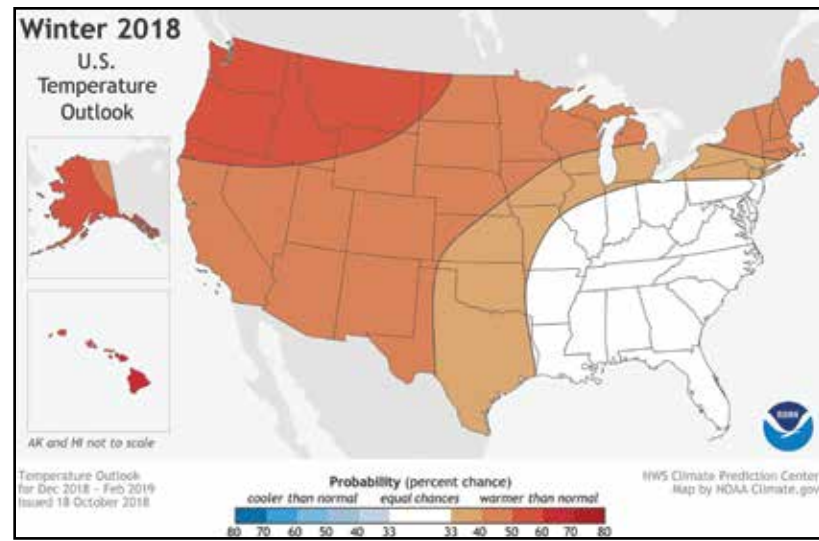 Winter 2018
U.S.
Temperature
Outlook
AK and HI not to scale
Temperature Outlook
for Dec 2018 - Feb 2019
Issued 18 October 2018
Probability (percent chance)
cooler than normal equal chances warmer than normal
80 70 60 50 40 33 33 40 50 60 70 80
NOAA
NWS Climate Prediction Center
Map by NOAA Climate.gov